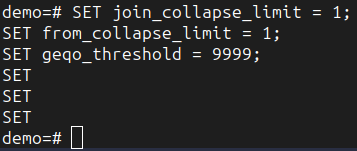 demo=# SET join_collapse_limit = 1;
SET from_collapse_limit = 1;
SET geqo_threshold = 9999;
SET
SET
SET
demo=#